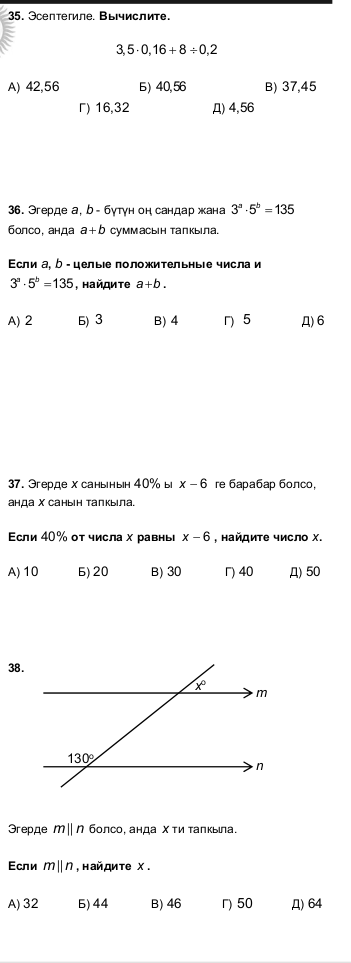 35. Эсептегиле. Вычислите.
3,5·0,16+8÷0,2
А) 42,56 Б) 40,56 В) 37,45
Г) 16,32 Д) 4,56
36. Эгерде a, b - бүтүн оң сандар жана 3ᵃ·5ᵇ=135
болсо, анда a+b суммасын тапкыла.
Если a, b - целые положительные числа и
3ᵃ·5ᵇ=135, найдите a+b.
А) 2 Б) 3 В) 4 Г) 5 Д) 6
37. Эгерде x санынын 40% ы x − 6 ге барабар болсо,
анда x санын тапкыла.
Если 40% от числа x равны x − 6, найдите число x.
А) 10 Б) 20 В) 30 Г) 40 Д) 50
38.
x° m
130° n
Эгерде m||n болсо, анда x ти тапкыла.
Если m||n, найдите x.
А) 32 Б) 44 В) 46 Г) 50 Д) 64